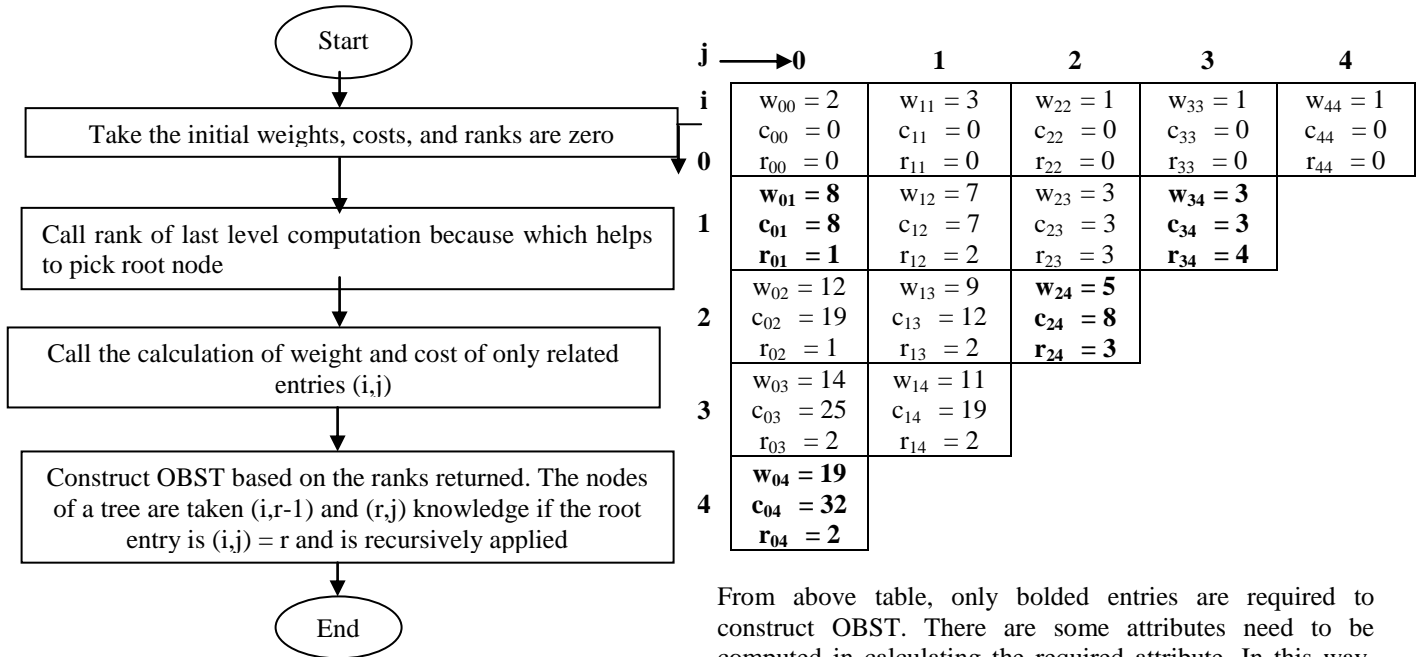 Start
Take the initial weights, costs, and ranks are zero
Call rank of last level computation because which helps
to pick root node
Call the calculation of weight and cost of only related
entries (i,j)
Construct OBST based on the ranks returned. The nodes
of a tree are taken (i,r-1) and (r,j) knowledge if the root
entry is (i,j) = r and is recursively applied
End
j 0 1 2 3 4
i w₀₀ = 2 w₁₁ = 3 w₂₂ = 1 w₃₃ = 1 w₄₄ = 1
c₀₀ = 0 c₁₁ = 0 c₂₂ = 0 c₃₃ = 0 c₄₄ = 0
0 r₀₀ = 0 r₁₁ = 0 r₂₂ = 0 r₃₃ = 0 r₄₄ = 0
w₀₁ = 8 w₁₂ = 7 w₂₃ = 3 w₃₄ = 3
1 c₀₁ = 8 c₁₂ = 7 c₂₃ = 3 c₃₄ = 3
r₀₁ = 1 r₁₂ = 2 r₂₃ = 3 r₃₄ = 4
w₀₂ = 12 w₁₃ = 9 w₂₄ = 5
2 c₀₂ = 19 c₁₃ = 12 c₂₄ = 8
r₀₂ = 1 r₁₃ = 2 r₂₄ = 3
w₀₃ = 14 w₁₄ = 11
3 c₀₃ = 25 c₁₄ = 19
r₀₃ = 2 r₁₄ = 2
w₀₄ = 19
4 c₀₄ = 32
r₀₄ = 2
From above table, only bolded entries are required to
construct OBST. There are some attributes need to be
computed in calculating the required attribute. In this way